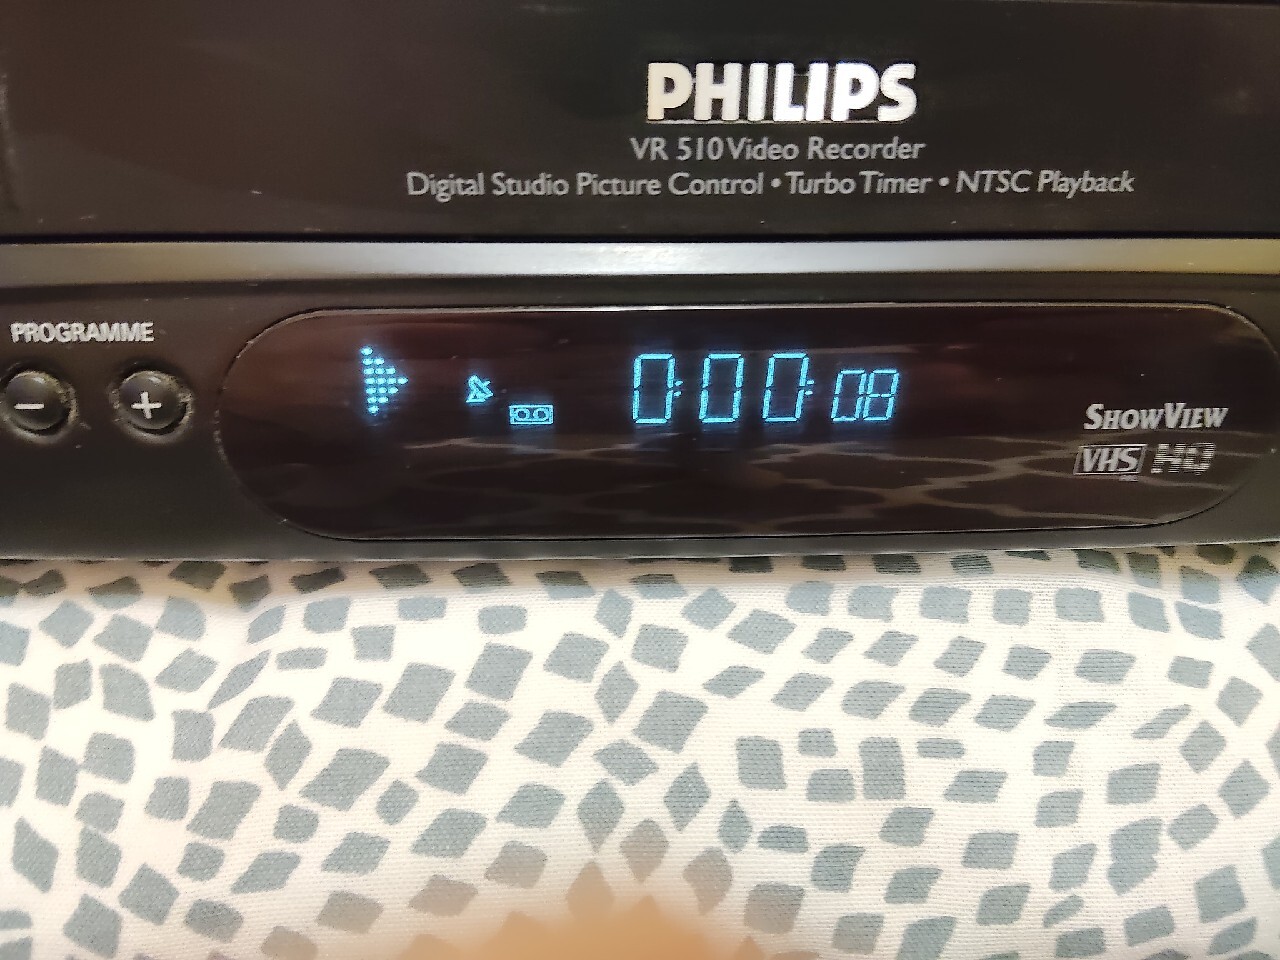 PHILIPS
VR 510 Video Recorder
Digital Studio Picture Control • Turbo Timer • NTSC Playback
PROGRAMME
- +
0:00:08
SHOWVIEW
VHS HQ